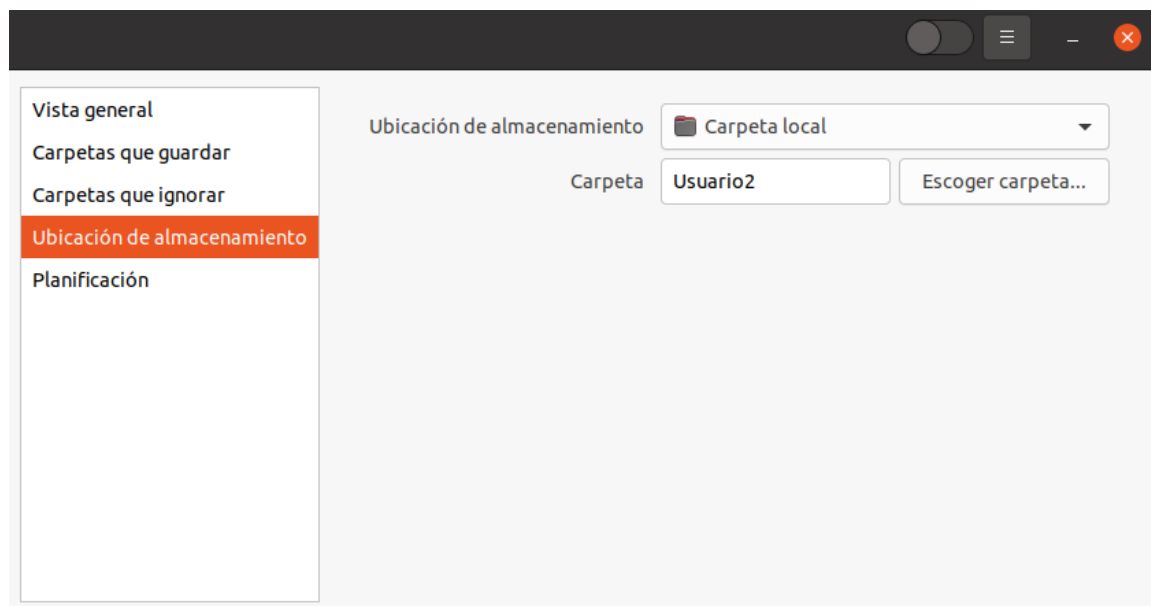 Vista general
Carpetas que guardar
Carpetas que ignorar
Ubicación de almacenamiento
Planificación
Ubicación de almacenamiento Carpeta local
Carpeta Usuario2 Escoger carpeta...